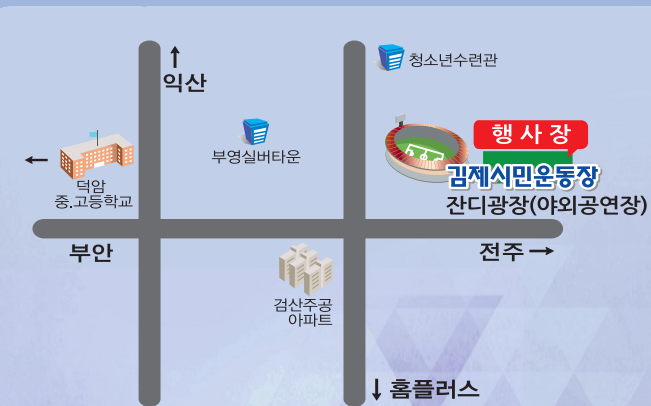 ↑
익산
청소년수련관
행 사 장
부영실버타운
←
덕암
중.고등학교
김제시민운동장
잔디광장(야외공연장)
부안
전주→
검산주공
아파트
↓홈플러스